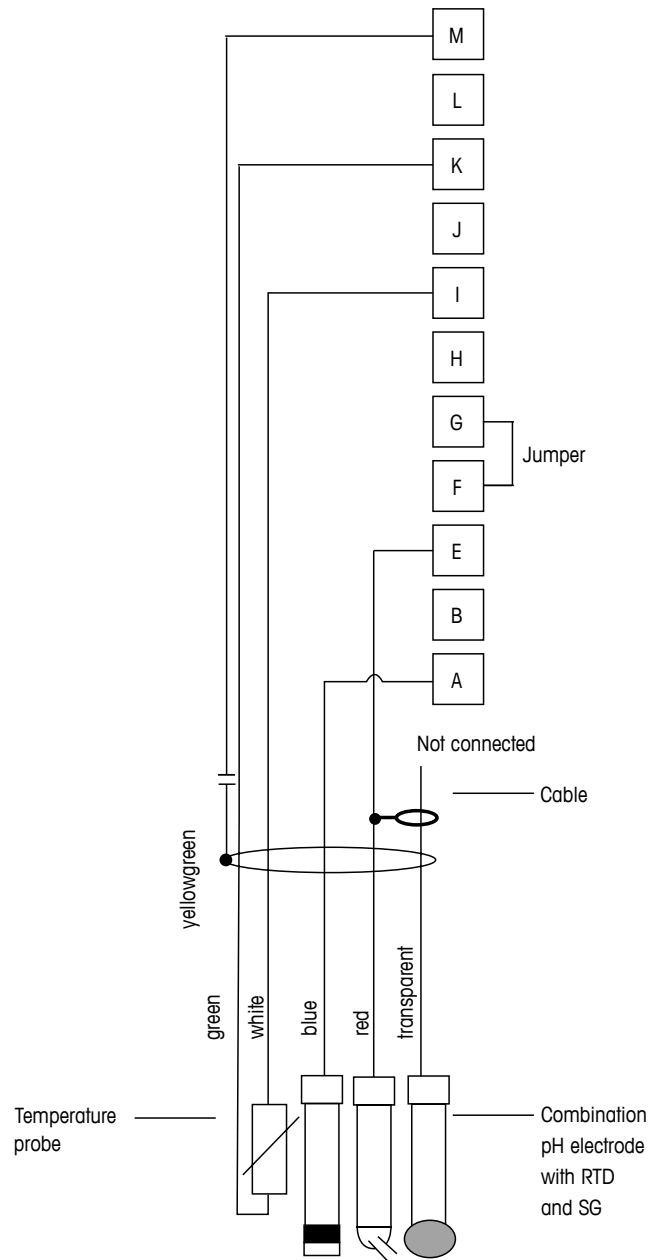 M
L
K
J
I
H
G
Jumper
F
E
B
A
Not connected
Cable
yellowgreen
green
white
blue
red
transparent
Temperature
probe
Combination
pH electrode
with RTD
and SG